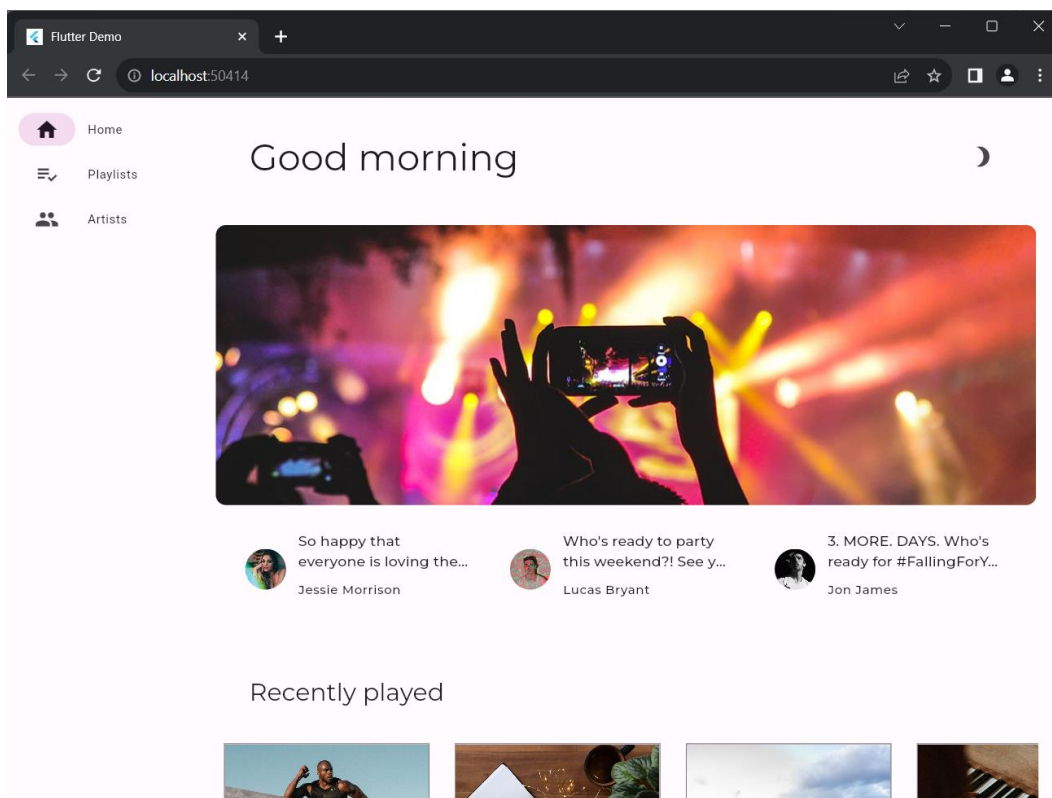 Flutter Demo
localhost:50414
Home
Playlists
Artists
Good morning
So happy that
everyone is loving the...
Jessie Morrison
Who's ready to party
this weekend?! See y...
Lucas Bryant
3. MORE. DAYS. Who's
ready for #FallingForY...
Jon James
Recently played